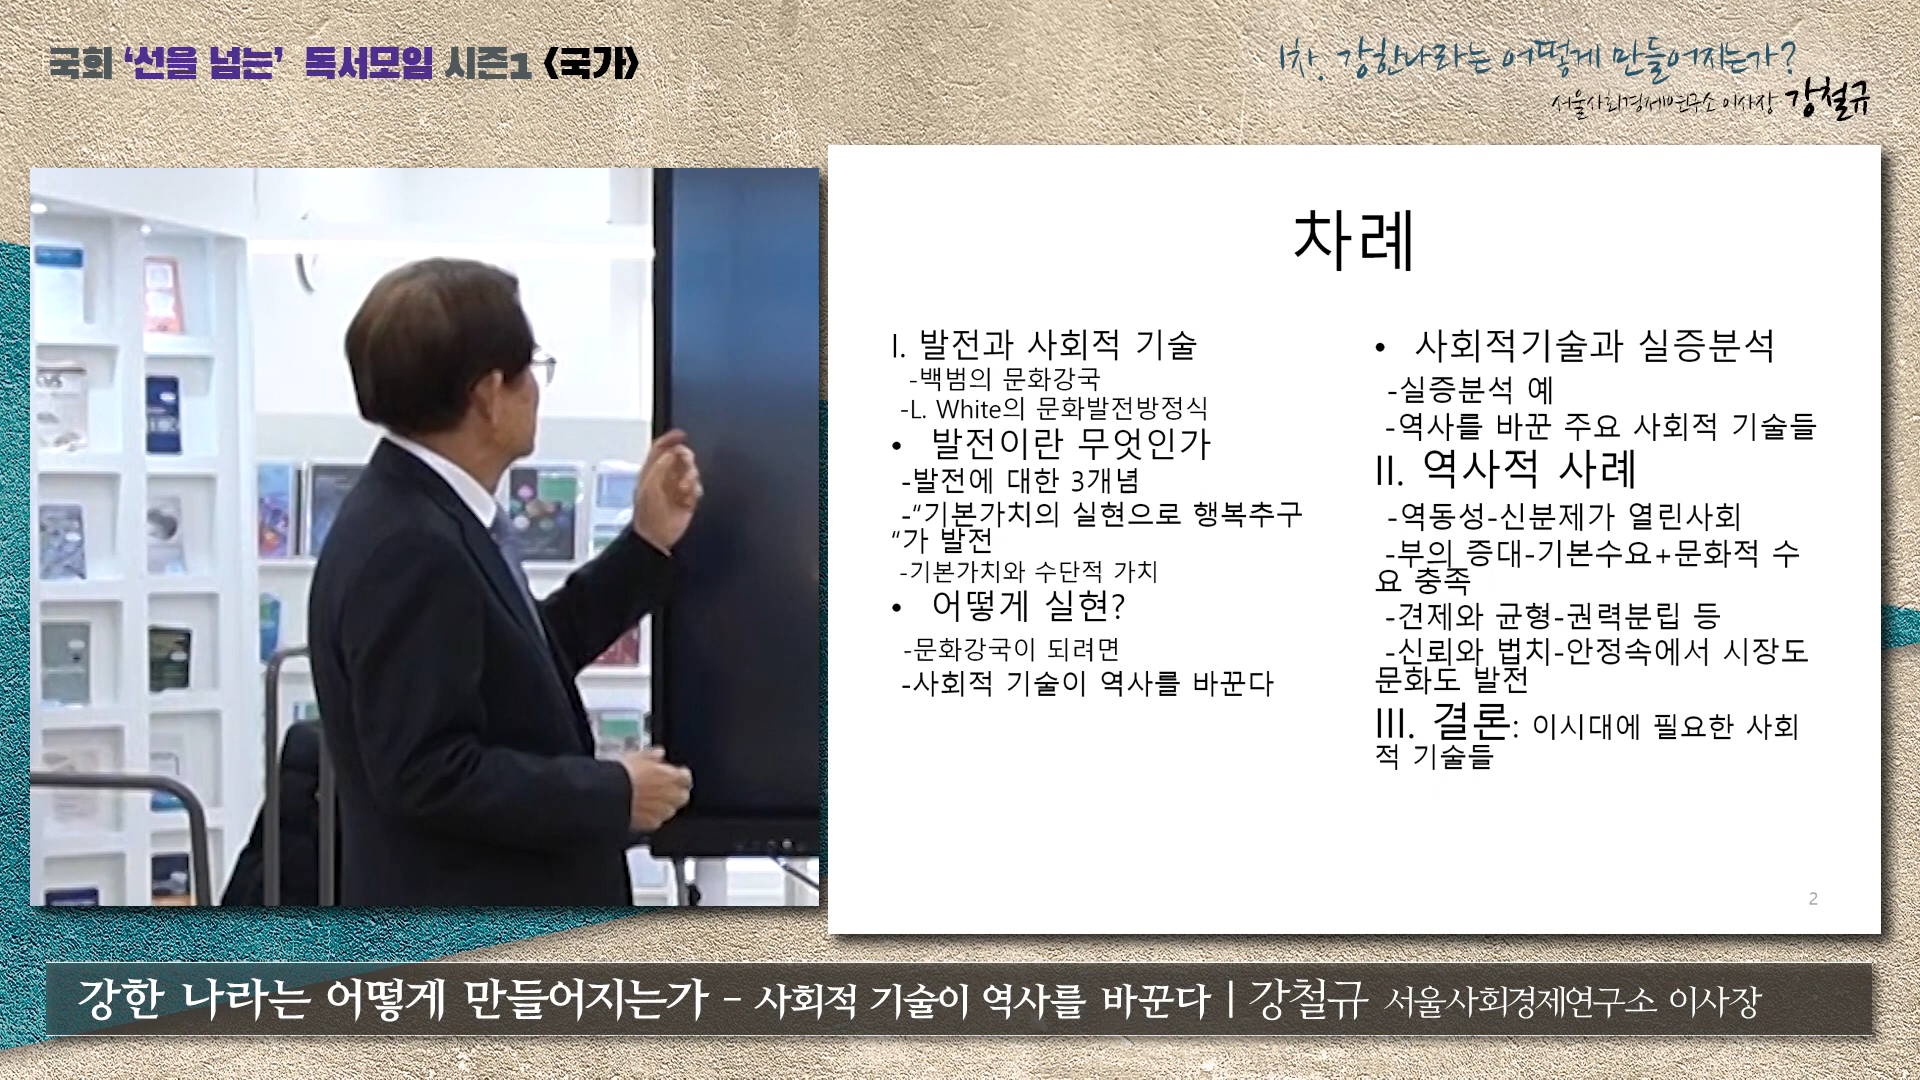 국회 ‘선을 넘는’ 독서모임 시즌1 <국가>
1차. 강한나라는 어떻게 만들어지는가?
서울사회경제연구소 이사장 강철규
차례
I. 발전과 사회적 기술
-백범의 문화강국
-L. White의 문화발전방정식
• 발전이란 무엇인가
-발전에 대한 3개념
-“기본가치의 실현으로 행복추구
“가 발전
-기본가치와 수단적 가치
• 어떻게 실현?
-문화강국이 되려면
-사회적 기술이 역사를 바꾼다
• 사회적기술과 실증분석
-실증분석 예
-역사를 바꾼 주요 사회적 기술들
II. 역사적 사례
-역동성-신분제가 열린사회
-부의 증대-기본수요+문화적 수
요 충족
-견제와 균형-권력분립 등
-신뢰와 법치-안정속에서 시장도
문화도 발전
III. 결론: 이시대에 필요한 사회
적 기술들
2
강한 나라는 어떻게 만들어지는가 - 사회적 기술이 역사를 바꾼다 | 강철규 서울사회경제연구소 이사장